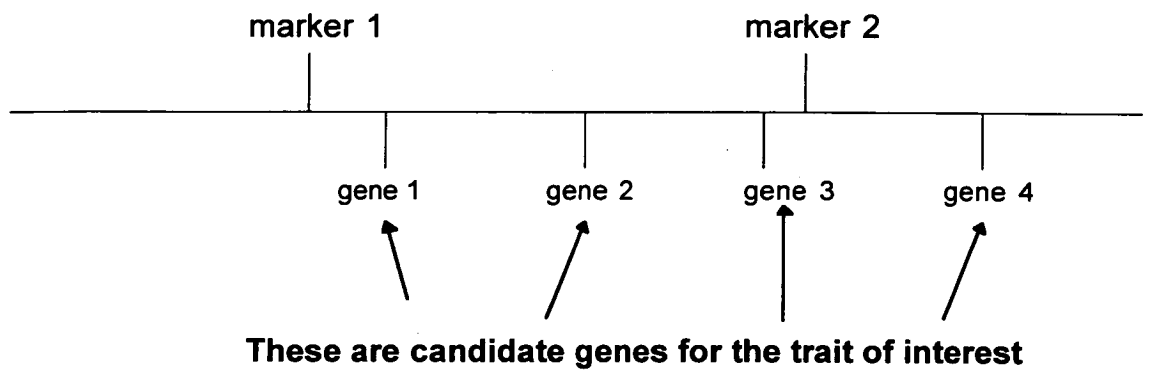 marker 1 marker 2
gene 1 gene 2 gene 3 gene 4
These are candidate genes for the trait of interest